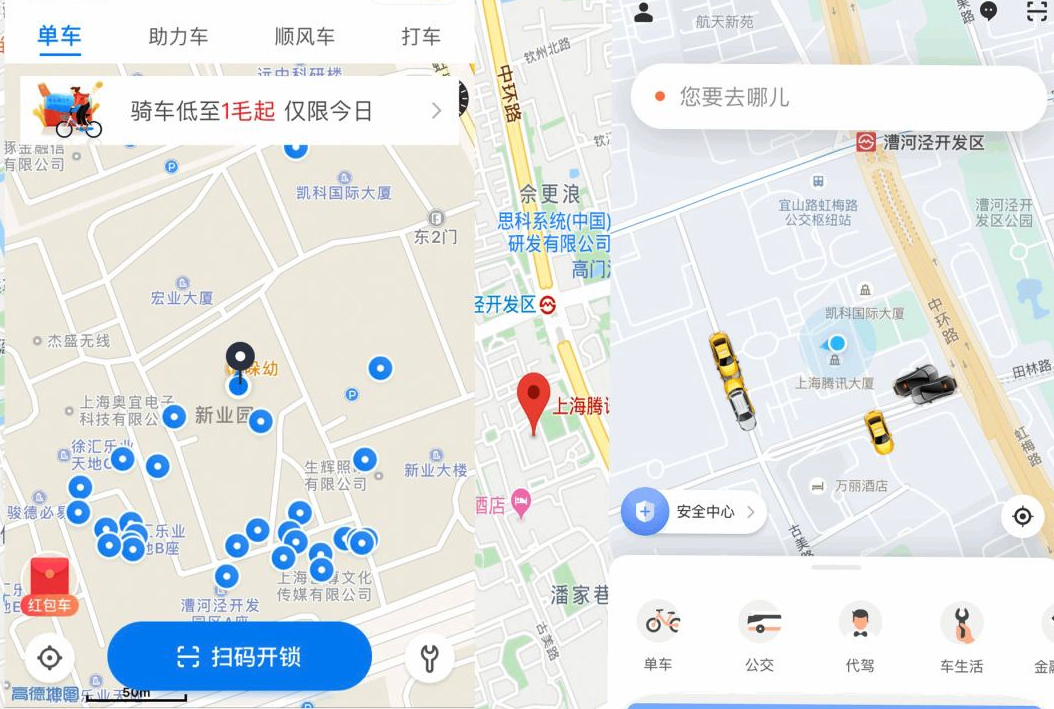 单车
助力车
顺风车
打车
远中科研楼
骑车低至1毛起 仅限今日
有限公司
P
凯科国际大厦
东2门
宏业大厦
杰盛无线
哚幼
P
上海奥宜电子
科技有限公
新业园
徐汇乐业
天地C
生辉照
有限公司
新业大楼
骏德必易
汇乐业
地B座
红包车
传媒有限公司
漕河泾开发
园区A座
扫码开锁
高德地图
50m
钦州北路
中环路
佘更浪
思科系统(中国)
研发有限公司
高门
泾开发区
上海腾讯
酒店
潘家巷
古美路
航天新苑
果路
您要去哪儿
漕河泾开发区
宜山路虹梅路
公交枢纽站
漕河泾开
发区公园
中环路
凯科国际大厦
上海腾讯大厦
田林路
虹梅路
万丽酒店
安全中心
古美路
单车
公交
代驾
车生活
金融